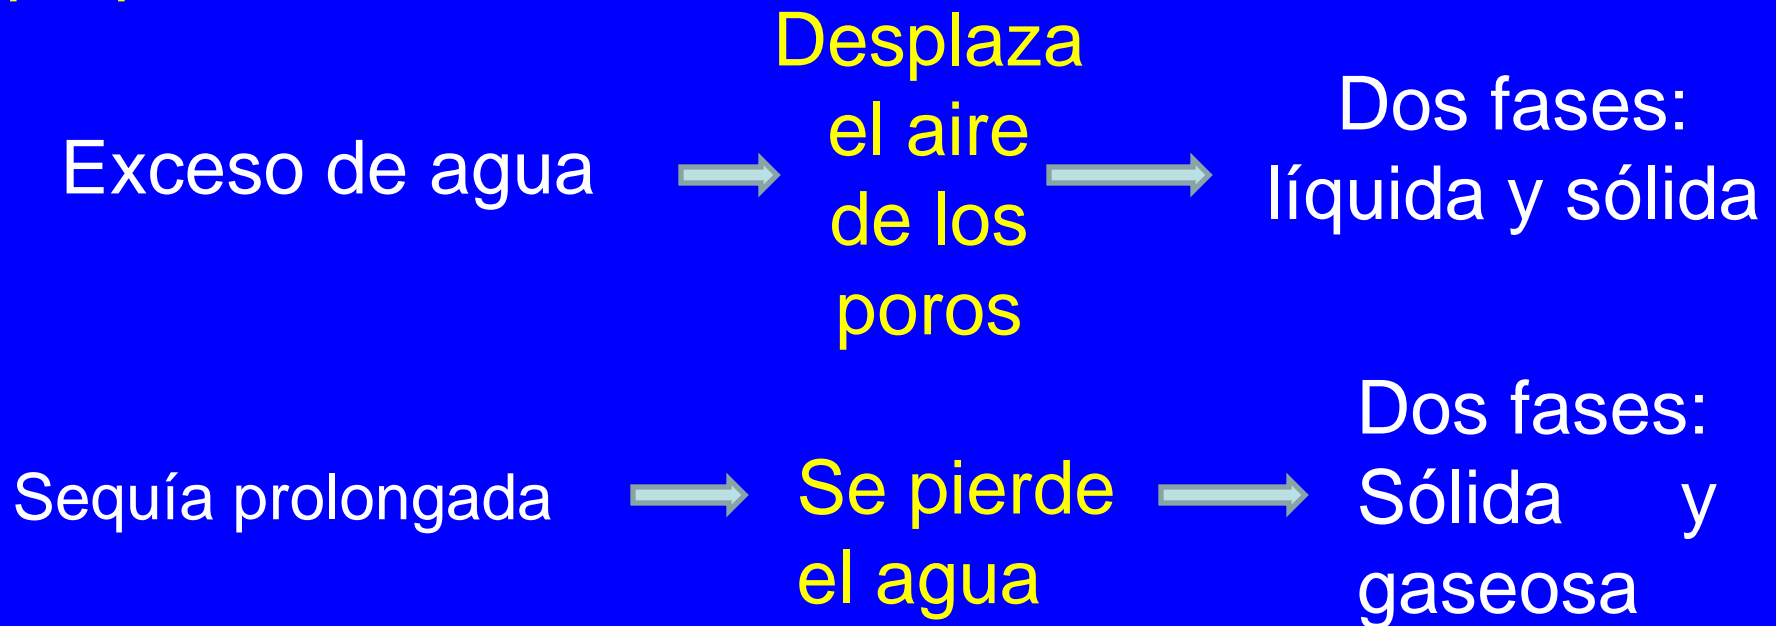 Exceso de agua
Desplaza
el aire
de los
poros
Dos fases:
líquida y sólida
Sequía prolongada
Se pierde
el agua
Dos fases:
Sólida y
gaseosa